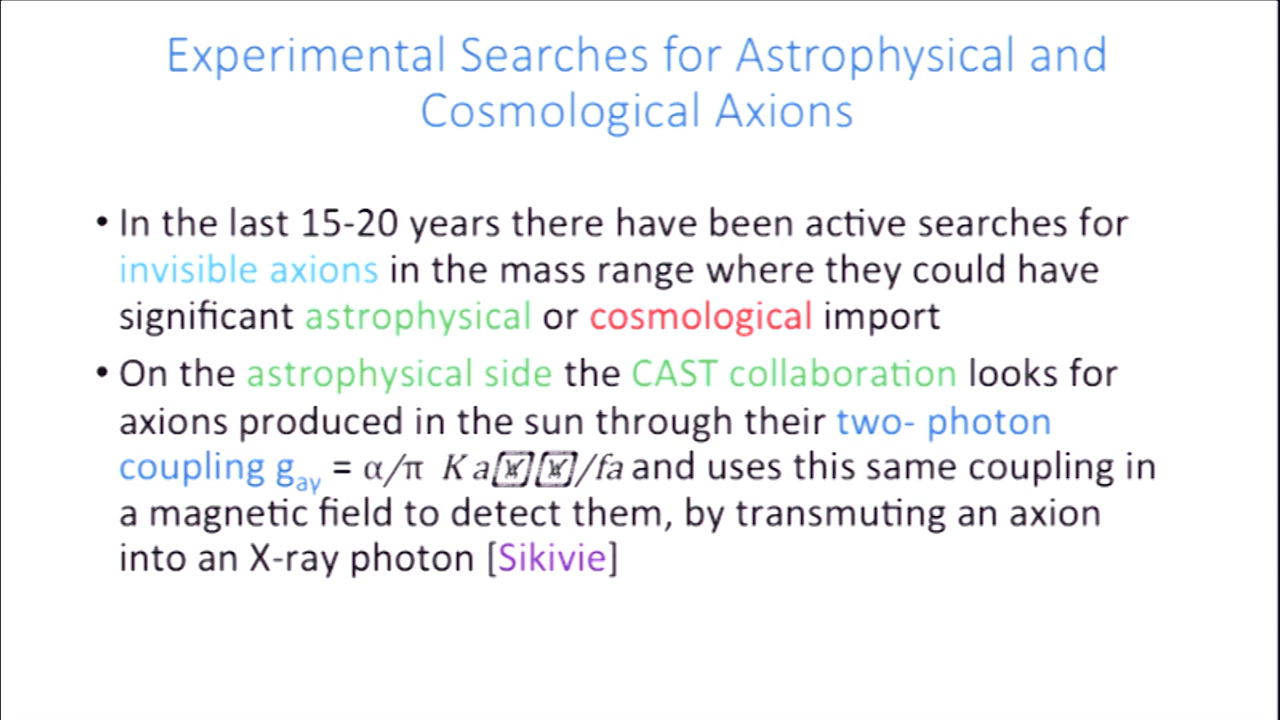 Experimental Searches for Astrophysical and
Cosmological Axions
• In the last 15-20 years there have been active searches for
invisible axions in the mass range where they could have
significant astrophysical or cosmological import
• On the astrophysical side the CAST collaboration looks for
axions produced in the sun through their two- photon
coupling gaγ = α/π K a/fa and uses this same coupling in
a magnetic field to detect them, by transmuting an axion
into an X-ray photon [Sikivie]